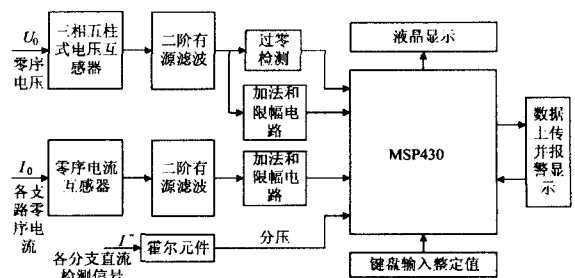 U₀
零序
电压
三相五柱
式电压互
感器
二阶有
源滤波
过零
检测
加法和
限幅电
路
液晶显示
MSP430
数据
上传
并报
警显
示
I₀
各支
路零
序电
流
零序电流
互感器
二阶有
源滤波
加法和
限幅电
路
I⁻
各分支直流
检测信号
霍尔元件
分压
键盘输入整定值